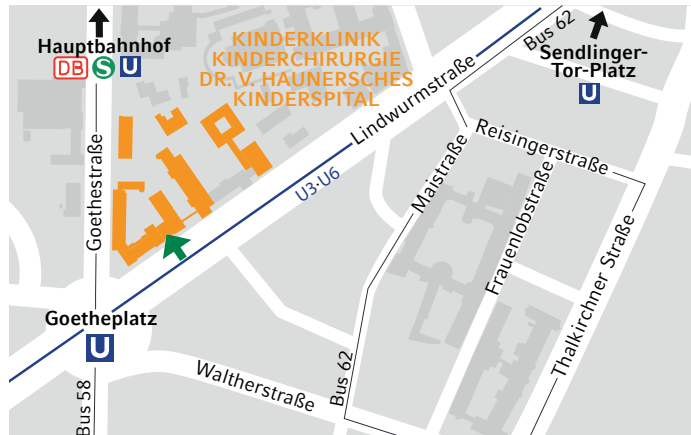 Hauptbahnhof
DB S U
KINDERKLINIK
KINDERCHIRURGIE
DR. V. HAUNERSCHES
KINDERSPITAL
Bus 62
Sendlinger-
Tor-Platz
U
Lindwurmstraße
U3·U6
Reisingerstraße
Maistraße
Frauenlobstraße
Goethestraße
Thalkirchner Straße
Goetheplatz
U
Waltherstraße
Bus 62
Bus 58